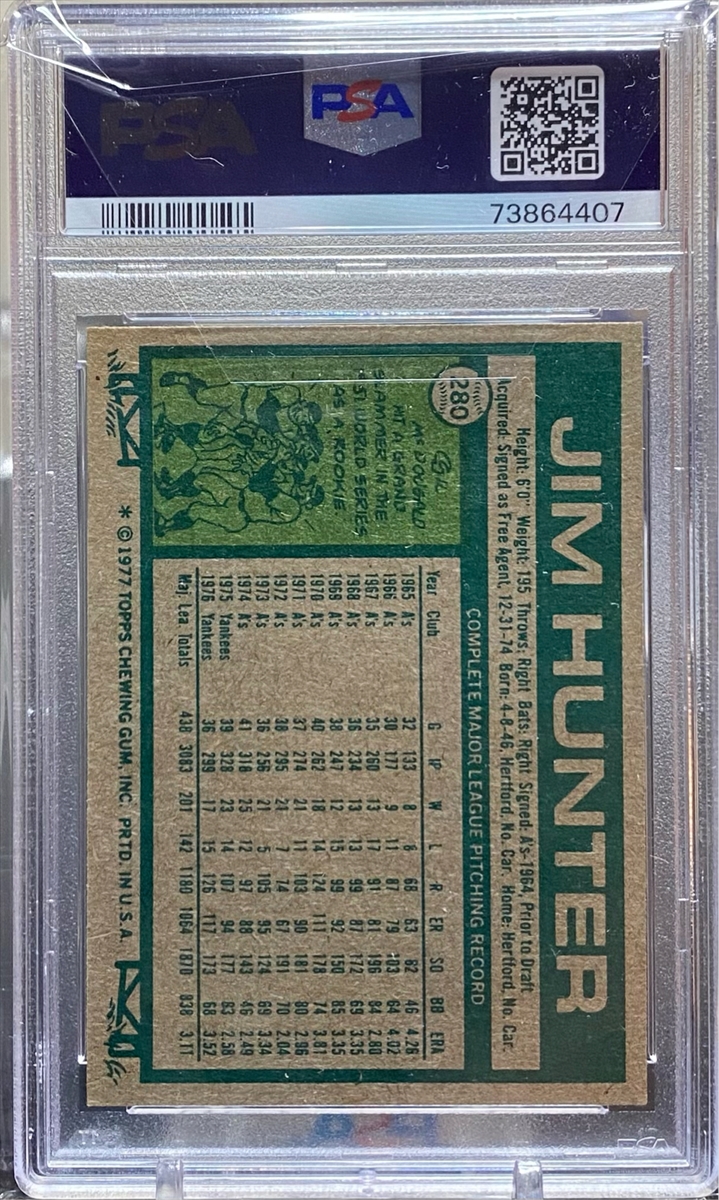 PSA
PSA
73864407
JIM HUNTER
Height: 6'0" Weight: 195 Throws: Right Bats: Right Signed: A's-1964, Prior to Draft
Acquired: Signed as Free Agent, 12-31-74 Born: 4-8-46, Hertford, No. Car. Home: Hertford, No. Car.
280
GIL
McDOUGALD
HIT A GRAND
SLAMMER IN THE
'51 WORLD SERIES
AS A ROOKIE
COMPLETE MAJOR LEAGUE PITCHING RECORD
Year Club G IP W L R ER SO BB ERA
1965 A's 32 133 8 8 68 63 82 46 4.26
1966 A's 30 177 9 11 87 79 103 64 4.02
1967 A's 35 260 13 17 91 81 196 84 2.80
1968 A's 36 234 13 13 99 87 172 69 3.35
1969 A's 38 247 12 15 99 92 150 85 3.35
1970 A's 40 262 18 14 124 111 178 74 3.81
1971 A's 37 274 21 11 103 90 181 80 2.96
1972 A's 38 295 21 7 74 67 191 70 2.04
1973 A's 36 256 21 5 105 95 124 69 3.34
1974 A's 41 318 25 12 97 88 143 46 2.49
1975 Yankees 39 328 23 14 107 94 177 83 2.58
1976 Yankees 36 299 17 15 126 117 173 68 3.52
Maj. Lea. Totals 438 3083 201 142 1180 1064 1870 838 3.11
* © 1977 TOPPS CHEWING GUM, INC. PRTD. IN U.S.A.
PSA